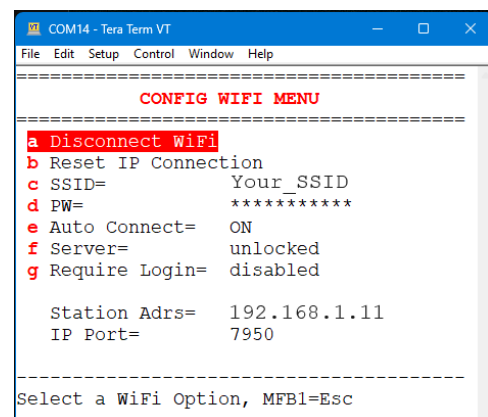 COM14 - Tera Term VT
File Edit Setup Control Window Help
========================================
CONFIG WIFI MENU
========================================
a Disconnect WiFi
b Reset IP Connection
c SSID= Your_SSID
d PW= ***********
e Auto Connect= ON
f Server= unlocked
g Require Login= disabled
Station Adrs= 192.168.1.11
IP Port= 7950
----------------------------------------
Select a WiFi Option, MFB1=Esc